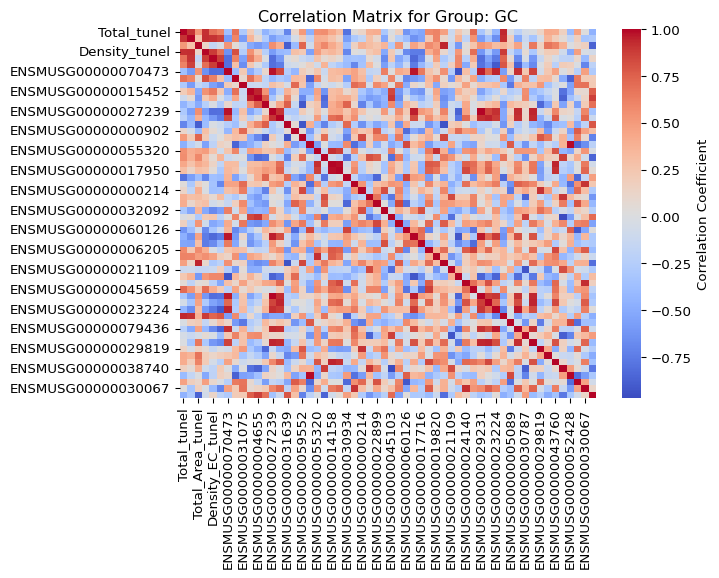 Correlation Matrix for Group: GC
Total_tunel
Density_tunel
ENSMUSG00000070473
ENSMUSG00000015452
ENSMUSG00000027239
ENSMUSG00000000902
ENSMUSG00000055320
ENSMUSG00000017950
ENSMUSG00000000214
ENSMUSG00000032092
ENSMUSG00000060126
ENSMUSG00000006205
ENSMUSG00000021109
ENSMUSG00000045659
ENSMUSG00000023224
ENSMUSG00000079436
ENSMUSG00000029819
ENSMUSG00000038740
ENSMUSG00000030067
Total_tunel
Total_Area_tunel
Density_EC_tunel
ENSMUSG00000070473
ENSMUSG00000031075
ENSMUSG00000004655
ENSMUSG00000027239
ENSMUSG00000031639
ENSMUSG00000059552
ENSMUSG00000055320
ENSMUSG00000014158
ENSMUSG00000030934
ENSMUSG00000000214
ENSMUSG00000022899
ENSMUSG00000045103
ENSMUSG00000060126
ENSMUSG00000017716
ENSMUSG00000019820
ENSMUSG00000021109
ENSMUSG00000024140
ENSMUSG00000029231
ENSMUSG00000023224
ENSMUSG00000005089
ENSMUSG00000030787
ENSMUSG00000029819
ENSMUSG00000043760
ENSMUSG00000052428
ENSMUSG00000030067
1.00
0.75
0.50
0.25
0.00
−0.25
−0.50
−0.75
Correlation Coefficient